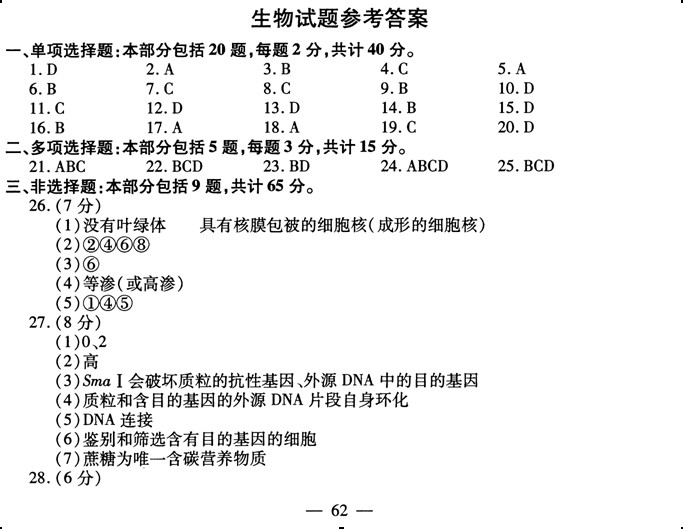 生物试题参考答案
一、单项选择题:本部分包括 20 题,每题 2 分,共计 40 分。
1. D 2. A 3. B 4. C 5. A
6. B 7. C 8. C 9. B 10. D
11. C 12. D 13. D 14. B 15. D
16. B 17. A 18. A 19. C 20. D
二、多项选择题:本部分包括 5 题,每题 3 分,共计 15 分。
21. ABC 22. BCD 23. BD 24. ABCD 25. BCD
三、非选择题:本部分包括 9 题,共计 65 分。
26. (7 分)
(1)没有叶绿体 具有核膜包被的细胞核(成形的细胞核)
(2)②④⑥⑧
(3)⑥
(4)等渗(或高渗)
(5)①④⑤
27. (8 分)
(1)0、2
(2)高
(3)Sma Ⅰ会破坏质粒的抗性基因、外源 DNA 中的目的基因
(4)质粒和含目的基因的外源 DNA 片段自身环化
(5)DNA 连接
(6)鉴别和筛选含有目的基因的细胞
(7)蔗糖为唯一含碳营养物质
28. (6 分)
— 62 —